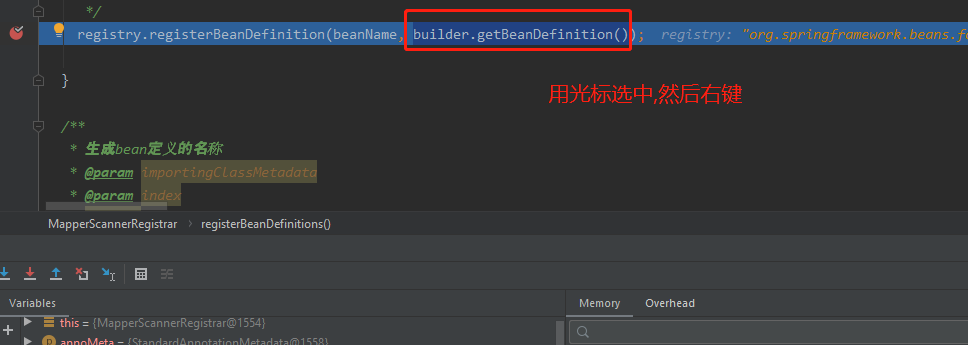 */
registry.registerBeanDefinition(beanName, builder.getBeanDefinition()); registry: "org.springframework.beans.fa
用光标选中,然后右键
}
/**
* 生成bean定义的名称
* @param importingClassMetadata
* @param index
MapperScannerRegistrar › registerBeanDefinitions()
Variables
Memory Overhead
this = {MapperScannerRegistrar@1554}
annoMeta = {StandardAnnotationMetadata@1558}